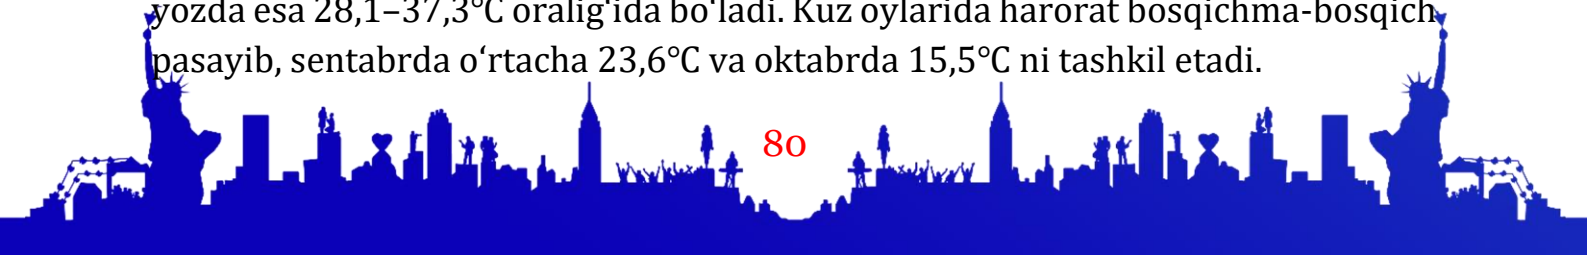 yozda esa 28,1–37,3°C oralig‘ida bo‘ladi. Kuz oylarida harorat bosqichma-bosqich
pasayib, sentabrda o‘rtacha 23,6°C va oktabrda 15,5°C ni tashkil etadi.
80